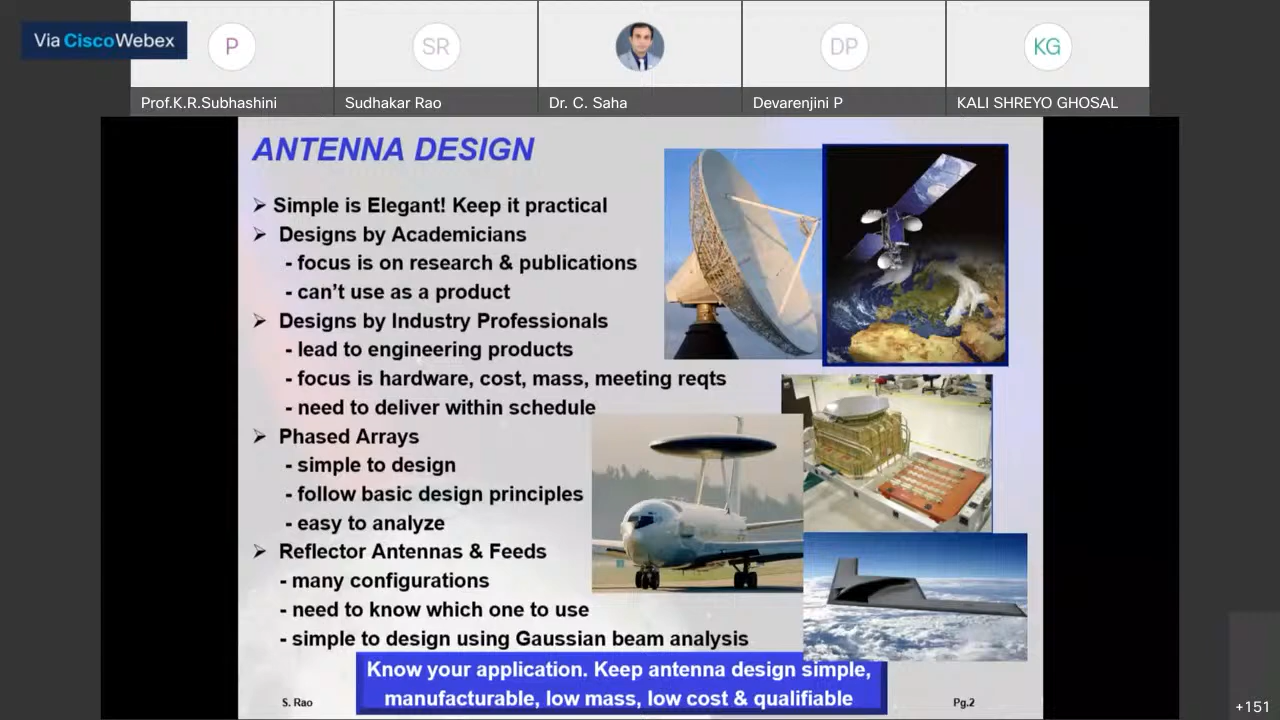 Via CiscoWebex
P
SR
DP
KG
Prof.K.R.Subhashini
Sudhakar Rao
Dr. C. Saha
Devarenjini P
KALI SHREYO GHOSAL
ANTENNA DESIGN
➢ Simple is Elegant! Keep it practical
➢ Designs by Academicians
- focus is on research & publications
- can't use as a product
➢ Designs by Industry Professionals
- lead to engineering products
- focus is hardware, cost, mass, meeting reqts
- need to deliver within schedule
➢ Phased Arrays
- simple to design
- follow basic design principles
- easy to analyze
➢ Reflector Antennas & Feeds
- many configurations
- need to know which one to use
- simple to design using Gaussian beam analysis
Know your application. Keep antenna design simple,
manufacturable, low mass, low cost & qualifiable
S. Rao
Pg.2
+151